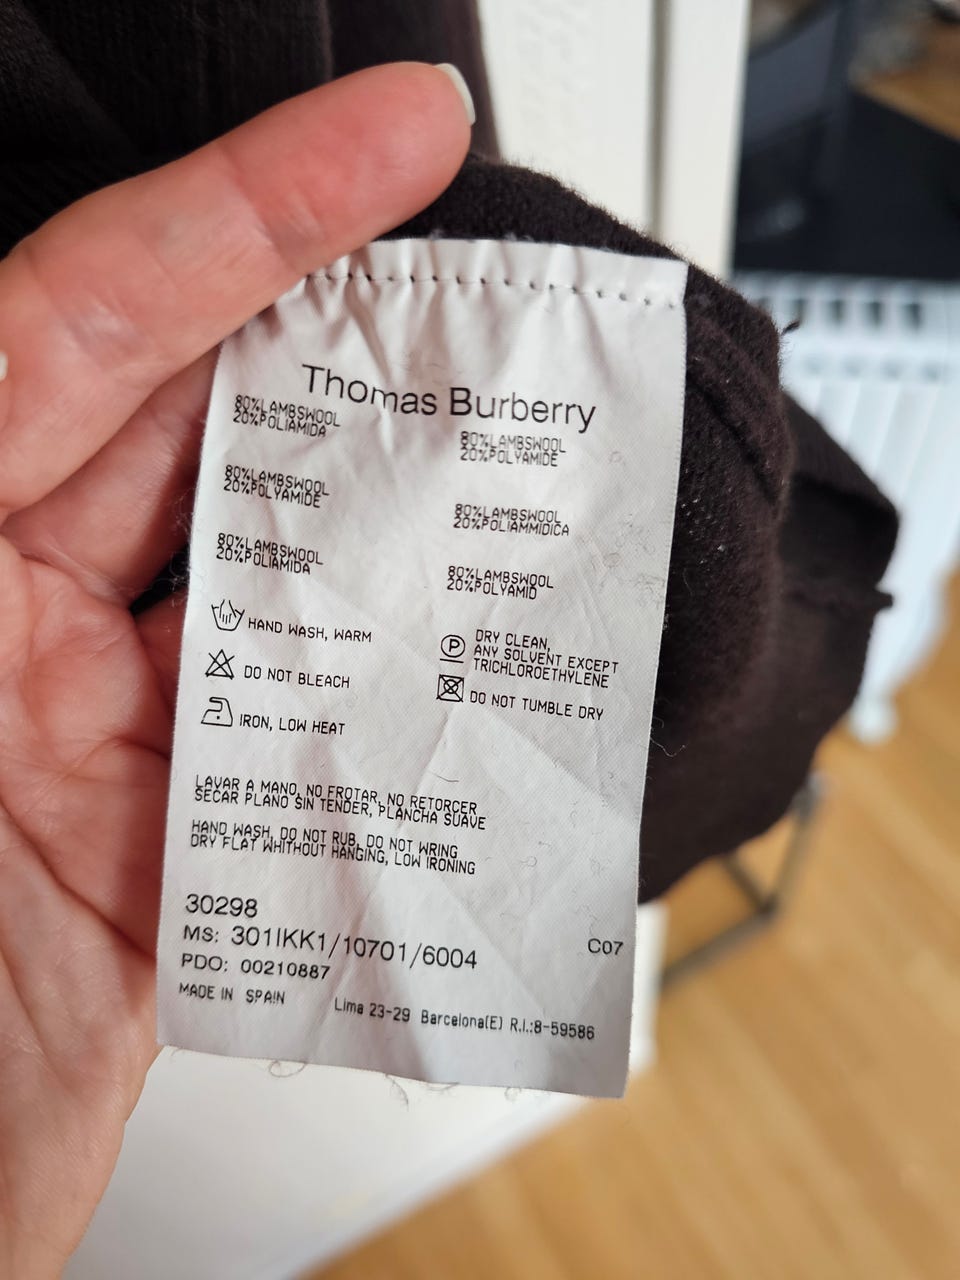 Thomas Burberry
80%LAMBSWOOL
20%POLIAMIDA
80%LAMBSWOOL
20%POLYAMIDE
80%LAMBSWOOL
20%POLYAMIDE
80%LAMBSWOOL
20%POLIAMMIDICA
80%LAMBSWOOL
20%POLIAMIDA
80%LAMBSWOOL
20%POLYAMID
HAND WASH, WARM
DO NOT BLEACH
IRON, LOW HEAT
P
DRY CLEAN,
ANY SOLVENT EXCEPT
TRICHLOROETHYLENE
DO NOT TUMBLE DRY
LAVAR A MANO, NO FROTAR, NO RETORCER
SECAR PLANO SIN TENDER, PLANCHA SUAVE
HAND WASH, DO NOT RUB, DO NOT WRING
DRY FLAT WHITHOUT HANGING, LOW IRONING
30298
MS: 301IKK1/10701/6004
C07
PDO: 00210887
MADE IN SPAIN
Lima 23-29 Barcelona(E) R.I.:8-59586